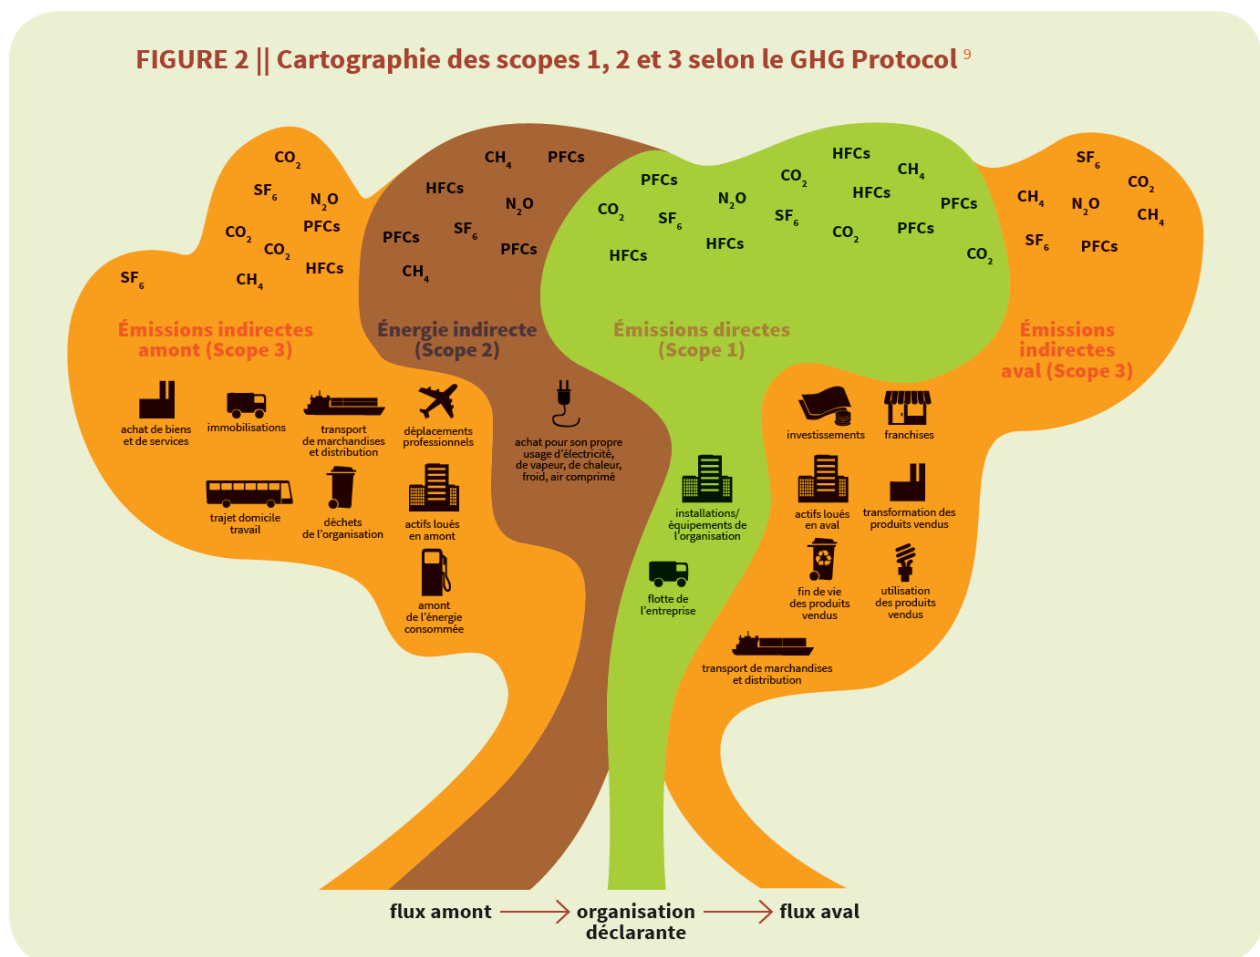 FIGURE 2 || Cartographie des scopes 1, 2 et 3 selon le GHG Protocol 9
CO2
SF6
N2O
CO2
PFCs
CO2
HFCs
CH4
SF6
CH4
PFCs
HFCs
N2O
SF6
PFCs
PFCs
CH4
PFCs
CO2
SF6
N2O
HFCs
HFCs
CO2
SF6
HFCs
CH4
HFCs
CO2
PFCs
PFCs
CO2
SF6
CO2
CH4
N2O
CH4
SF6
PFCs
Émissions indirectes
amont (Scope 3)
Énergie indirecte
(Scope 2)
Émissions directes
(Scope 1)
Émissions
indirectes
aval (Scope 3)
achat de biens
et de services
immobilisations
transport
de marchandises
et distribution
déplacements
professionnels
trajet domicile
travail
déchets
de l'organisation
actifs loués
en amont
amont
de l'énergie
consommée
achat pour son propre
usage d'électricité,
de vapeur, de chaleur,
froid, air comprimé
installations/
équipements de
l'organisation
flotte de
l'entreprise
investissements
franchises
actifs loués
en aval
transformation des
produits vendus
fin de vie
des produits
vendus
utilisation
des produits
vendus
transport de marchandises
et distribution
flux amont
organisation
déclarante
flux aval